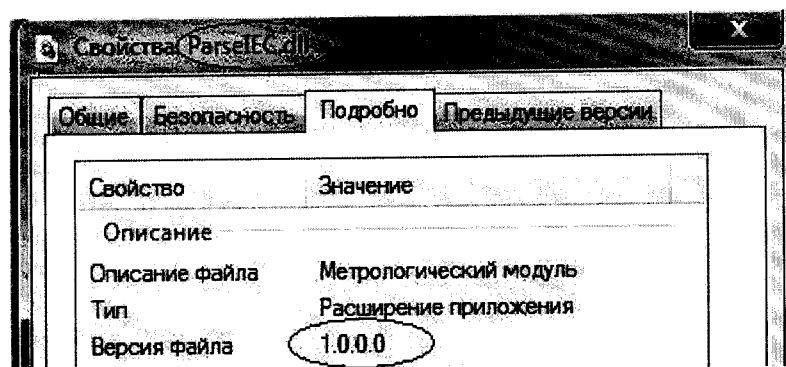 Свойства: ParseIEC.dll
Общие Безопасность Подробно Предыдущие версии
Свойство Значение
Описание
Описание файла Метрологический модуль
Тип Расширение приложения
Версия файла 1.0.0.0